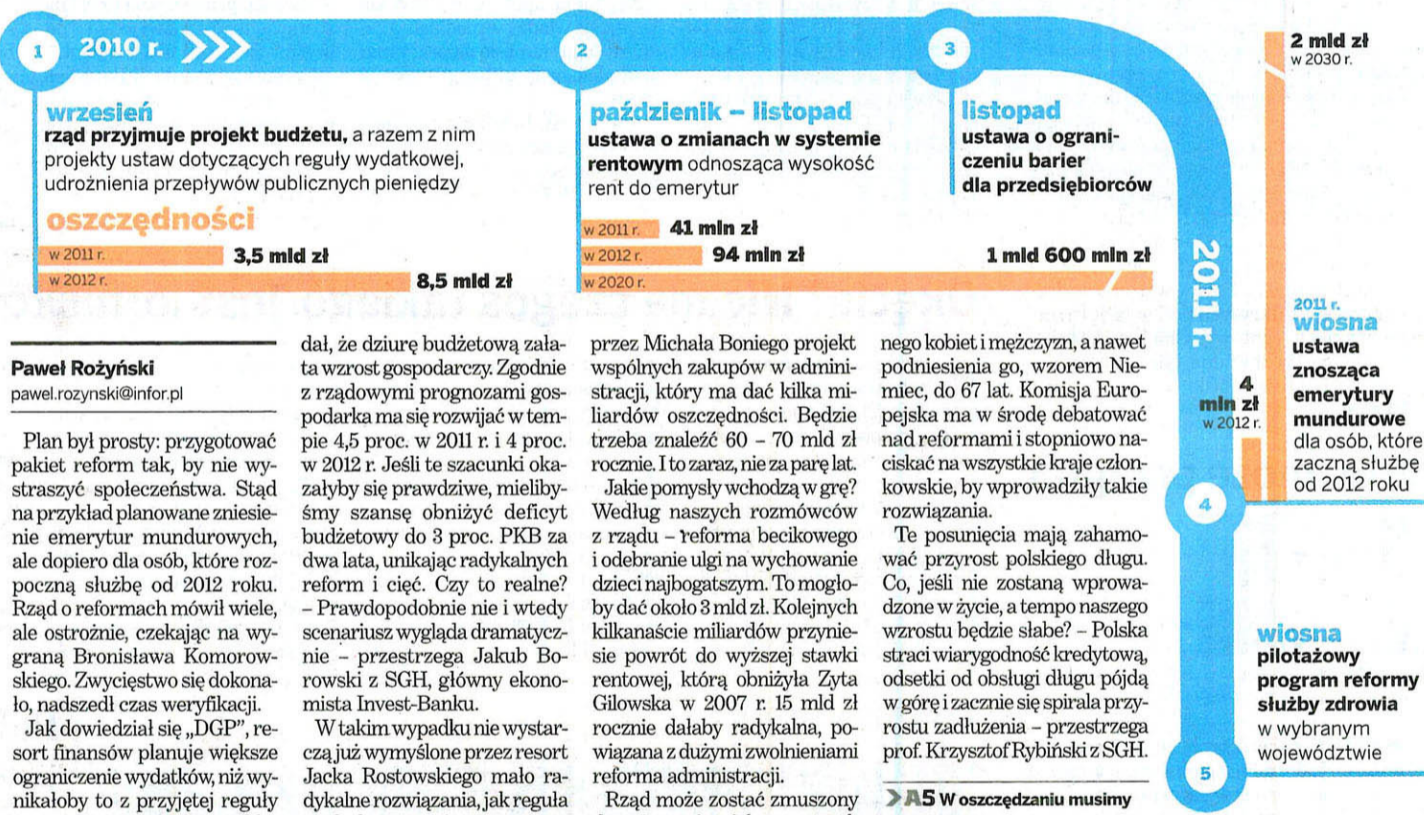 1 2010 r.
wrzesień
rząd przyjmuje projekt budżetu, a razem z nim
projekty ustaw dotyczących reguły wydatkowej,
udrożnienia przepływów publicznych pieniędzy
oszczędności
w 2011 r. 3,5 mld zł
w 2012 r. 8,5 mld zł
2
październik – listopad
ustawa o zmianach w systemie
rentowym odnosząca wysokość
rent do emerytur
w 2011 r. 41 mln zł
w 2012 r. 94 mln zł
w 2020 r. 1 mld 600 mln zł
3
listopad
ustawa o ograni-
czeniu barier
dla przedsiębiorców
2011 r.
2 mld zł
w 2030 r.
4
mln zł
w 2012 r.
2011 r.
wiosna
ustawa
znosząca
emerytury
mundurowe
dla osób, które
zaczną służbę
od 2012 roku
4
wiosna
pilotażowy
program reformy
służby zdrowia
w wybranym
województwie
5
Paweł Rożyński
pawel.rozynski@infor.pl
Plan był prosty: przygotować
pakiet reform tak, by nie wy-
straszyć społeczeństwa. Stąd
na przykład planowane zniesie-
nie emerytur mundurowych,
ale dopiero dla osób, które roz-
poczną służbę od 2012 roku.
Rząd o reformach mówił wiele,
ale ostrożnie, czekając na wy-
graną Bronisława Komorow-
skiego. Zwycięstwo się dokona-
ło, nadszedł czas weryfikacji.
Jak dowiedział się „DGP”, re-
sort finansów planuje większe
ograniczenie wydatków, niż wy-
nikałoby to z przyjętej reguły
dał, że dziurę budżetową zała-
ta wzrost gospodarczy. Zgodnie
z rządowymi prognozami gos-
podarka ma się rozwijać w tem-
pie 4,5 proc. w 2011 r. i 4 proc.
w 2012 r. Jeśli te szacunki oka-
załyby się prawdziwe, mieliby-
śmy szansę obniżyć deficyt
budżetowy do 3 proc. PKB za
dwa lata, unikając radykalnych
reform i cięć. Czy to realne?
– Prawdopodobnie nie i wtedy
scenariusz wygląda dramatycz-
nie – przestrzega Jakub Bo-
rowski z SGH, główny ekono-
mista Invest-Banku.
W takim wypadku nie wystar-
czą już wymyślone przez resort
Jacka Rostowskiego mało ra-
dykalne rozwiązania, jak reguła
przez Michała Boniego projekt
wspólnych zakupów w admini-
stracji, który ma dać kilka mi-
liardów oszczędności. Będzie
trzeba znaleźć 60 – 70 mld zł
rocznie. I to zaraz, nie za parę lat.
Jakie pomysły wchodzą w grę?
Według naszych rozmówców
z rządu – reforma becikowego
i odebranie ulgi na wychowanie
dzieci najbogatszym. To mogło-
by dać około 3 mld zł. Kolejnych
kilkanaście miliardów przynie-
sie powrót do wyższej stawki
rentowej, którą obniżyła Zyta
Gilowska w 2007 r. 15 mld zł
rocznie dałaby radykalna, po-
wiązana z dużymi zwolnieniami
reforma administracji.
Rząd może zostać zmuszony
nego kobiet i mężczyzn, a nawet
podniesienia go, wzorem Nie-
miec, do 67 lat. Komisja Euro-
pejska ma w środę debatować
nad reformami i stopniowo na-
ciskać na wszystkie kraje człon-
kowskie, by wprowadziły takie
rozwiązania.
Te posunięcia mają zahamo-
wać przyrost polskiego długu.
Co, jeśli nie zostaną wprowa-
dzone w życie, a tempo naszego
wzrostu będzie słabe? – Polska
straci wiarygodność kredytową,
odsetki od obsługi długu pójdą
w górę i zacznie się spirala przy-
rostu zadłużenia – przestrzega
prof. Krzysztof Rybiński z SGH.
>A5 W oszczędzaniu musimy